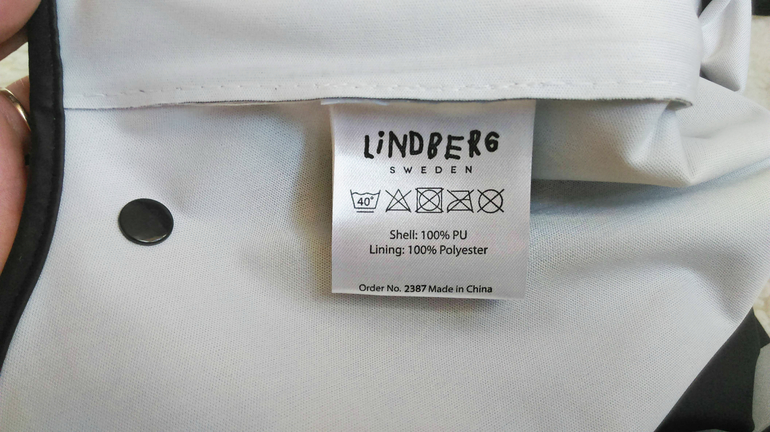 LiNDBERG
SWEDEN
40°
Shell: 100% PU
Lining: 100% Polyester
Order No. 2387 Made in China